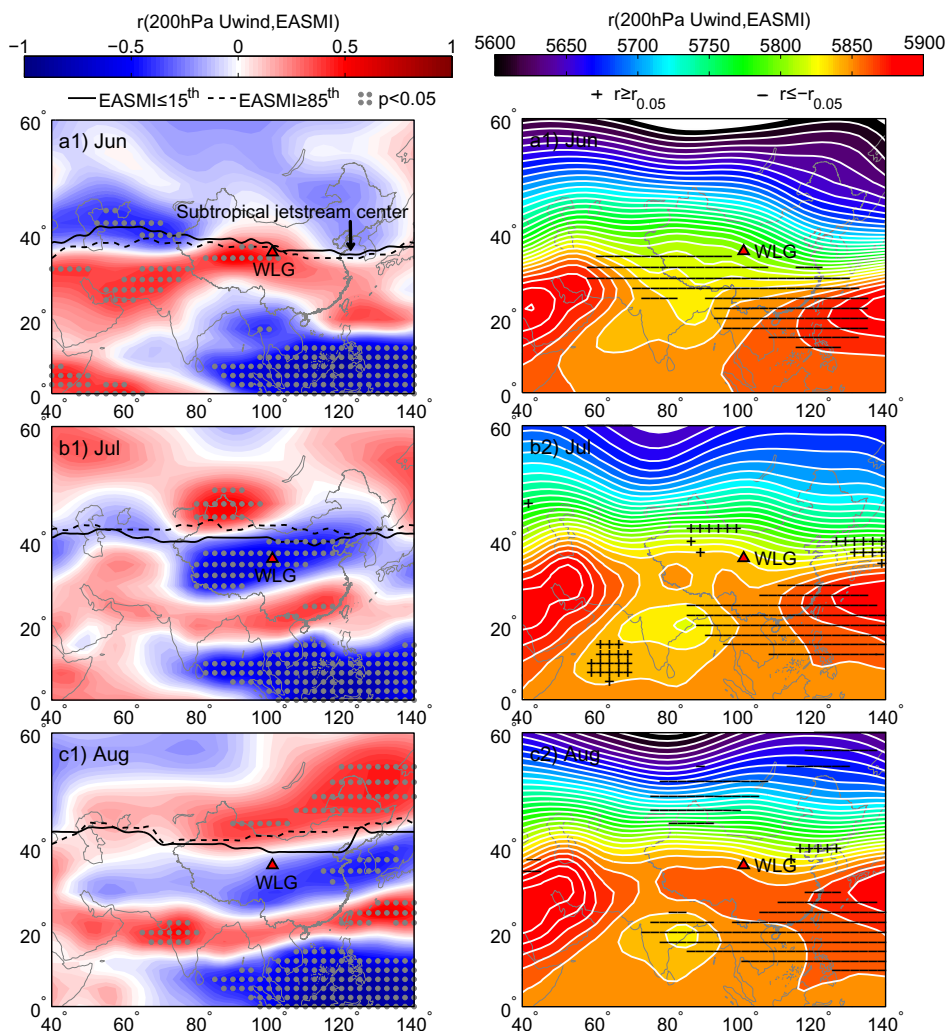 r(200hPa Uwind,EASMI)
−1 −0.5 0 0.5 1
EASMI≤15th EASMI≥85th p<0.05
r(200hPa Uwind,EASMI)
5600 5650 5700 5750 5800 5850 5900
+ r≥r0.05 − r≤−r0.05
60°
a1) Jun
Subtropical jetstream center
40°
WLG
20°
0°
40° 60° 80° 100° 120° 140°
60°
a1) Jun
40°
WLG
20°
0°
40° 60° 80° 100° 120° 140°
60°
b1) Jul
40°
WLG
20°
0°
40° 60° 80° 100° 120° 140°
60°
b2) Jul
40°
WLG
20°
0°
40° 60° 80° 100° 120° 140°
60°
c1) Aug
40°
WLG
20°
0°
40 60 80 100 120 140
60°
c2) Aug
40°
WLG
20°
0°
40 60 80 100 120 140